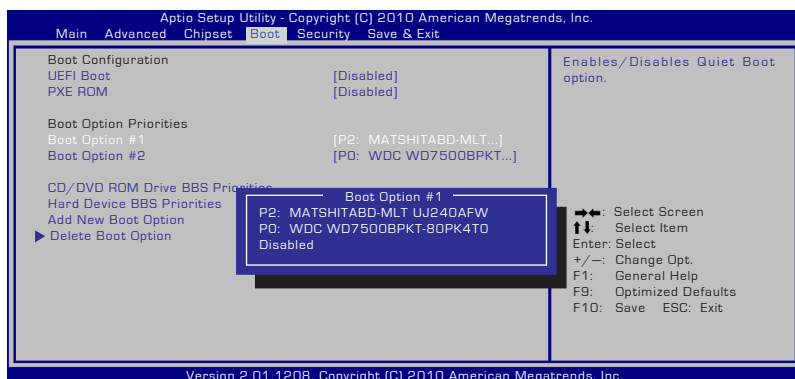 Aptio Setup Utility - Copyright (C) 2010 American Megatrends, Inc.
Main Advanced Chipset Boot Security Save & Exit
Boot Configuration
UEFI Boot [Disabled]
PXE ROM [Disabled]
Boot Option Priorities
Boot Option #1 [P2: MATSHITABD-MLT...]
Boot Option #2 [P0: WDC WD7500BPKT...]
CD/DVD ROM Drive BBS Priorities
Hard Device BBS Priorities
Add New Boot Option
Delete Boot Option
Boot Option #1
P2: MATSHITABD-MLT UJ240AFW
P0: WDC WD7500BPKT-80PK4T0
Disabled
Enables/Disables Quiet Boot
option.
→←: Select Screen
↑↓: Select Item
Enter: Select
+/—: Change Opt.
F1: General Help
F9: Optimized Defaults
F10: Save ESC: Exit
Version 2.01.1208. Copyright (C) 2010 American Megatrends, Inc.